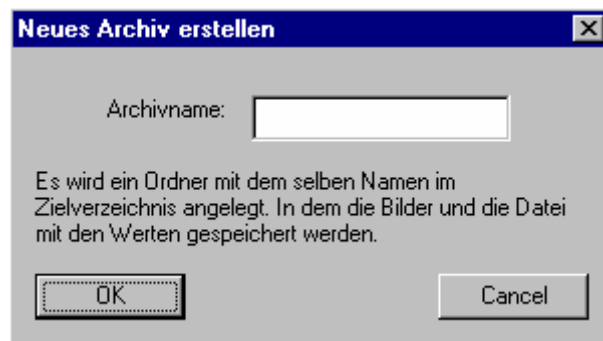 Neues Archiv erstellen
Archivname:
Es wird ein Ordner mit dem selben Namen im
Zielverzeichnis angelegt. In dem die Bilder und die Datei
mit den Werten gespeichert werden.
OK
Cancel